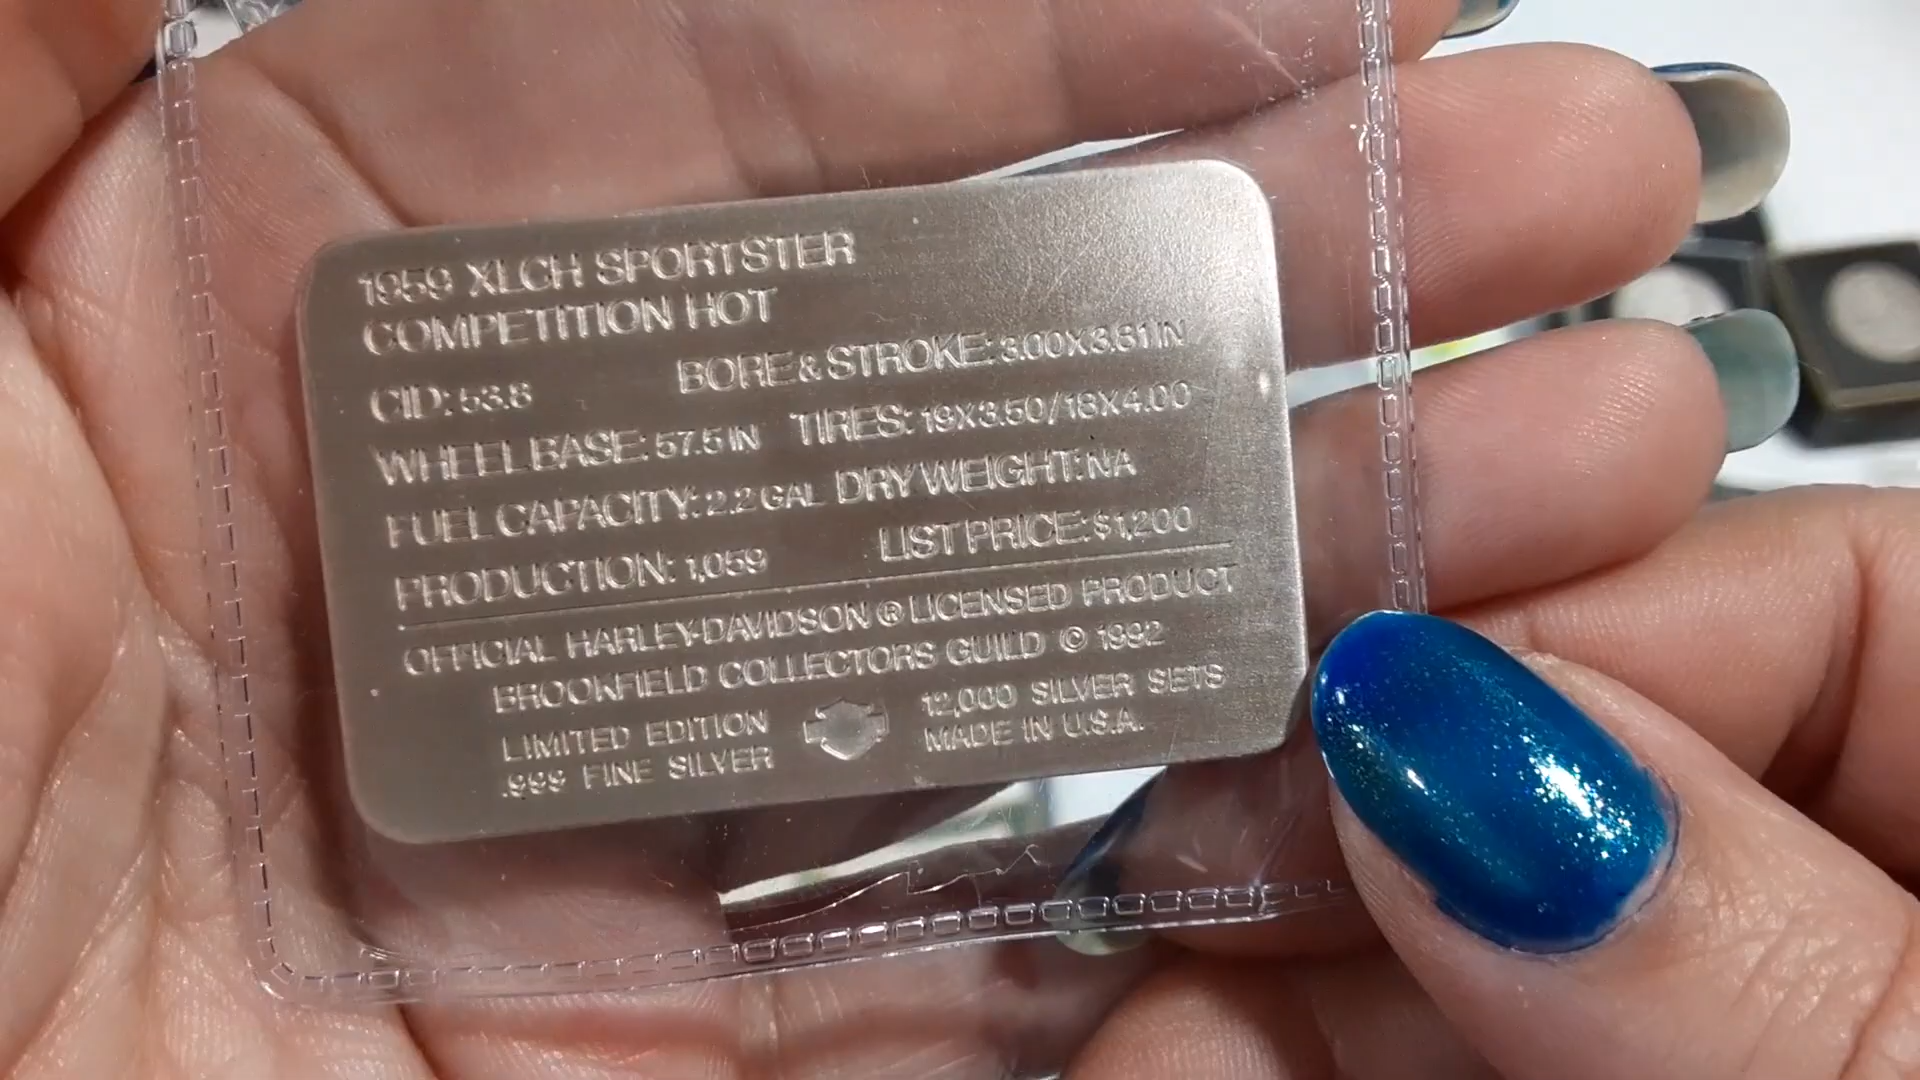 1959 XLCH SPORTSTER
COMPETITION HOT
CID: 53.8 BORE & STROKE: 3.00X3.81 IN
WHEELBASE: 57.5 IN TIRES: 19X3.50/18X4.00
FUEL CAPACITY: 2.2 GAL DRY WEIGHT: NA
PRODUCTION: 1,059 LIST PRICE: $1,200
OFFICIAL HARLEY-DAVIDSON ® LICENSED PRODUCT
BROOKFIELD COLLECTORS GUILD © 1992
LIMITED EDITION 12,000 SILVER SETS
.999 FINE SILVER MADE IN U.S.A.